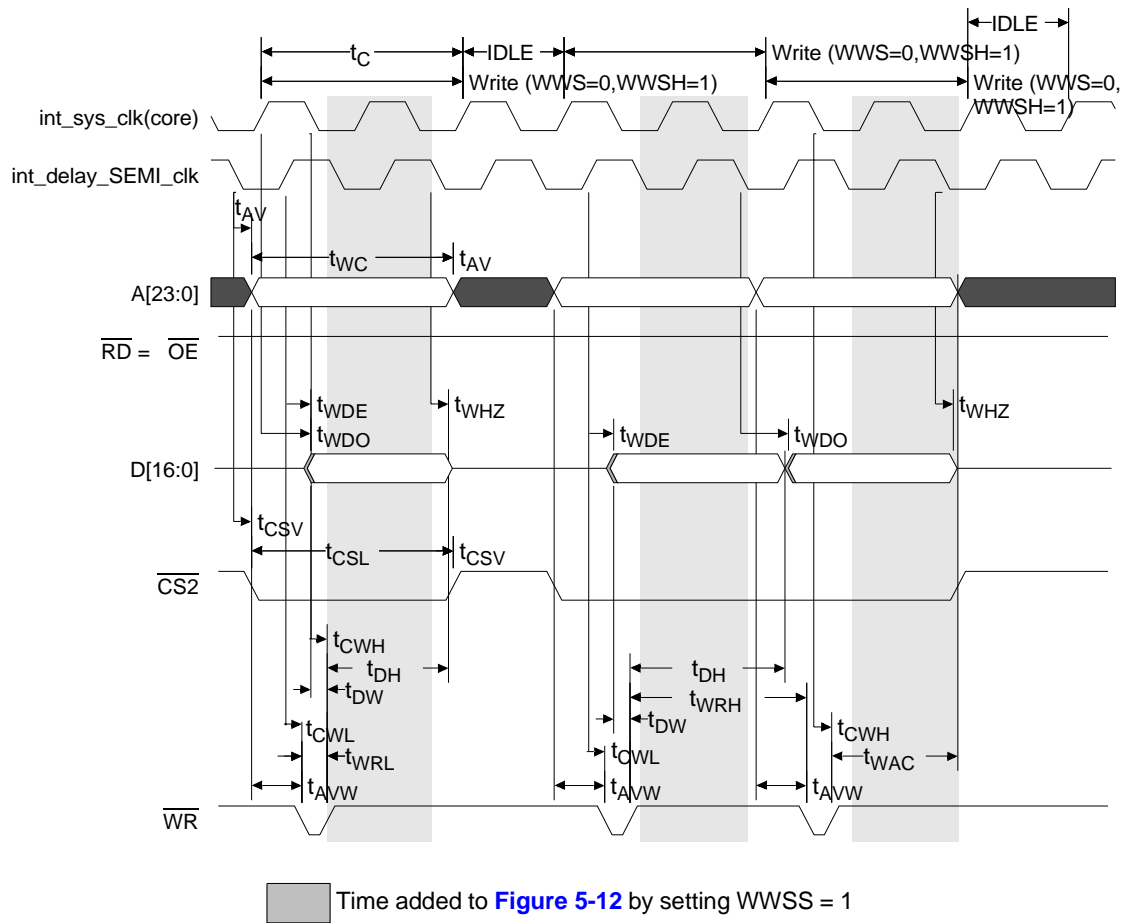 IDLE
tC
IDLE
Write (WWS=0,WWSH=1)
Write (WWS=0,WWSH=1)
Write (WWS=0,
WWSH=1)
int_sys_clk(core)
int_delay_SEMI_clk
tAV
tWC
tAV
A[23:0]
RD = OE
tWDE
tWHZ
tWHZ
tWDO
tWDE
tWDO
D[16:0]
tCSV
tCSL
tCSV
CS2
tCWH
tDH
tDH
tDW
tWRH
tDW
tCWL
tCWH
tCWL
tWRL
tWAC
tAVW
tAVW
tAVW
WR
Time added to Figure 5-12 by setting WWSS = 1